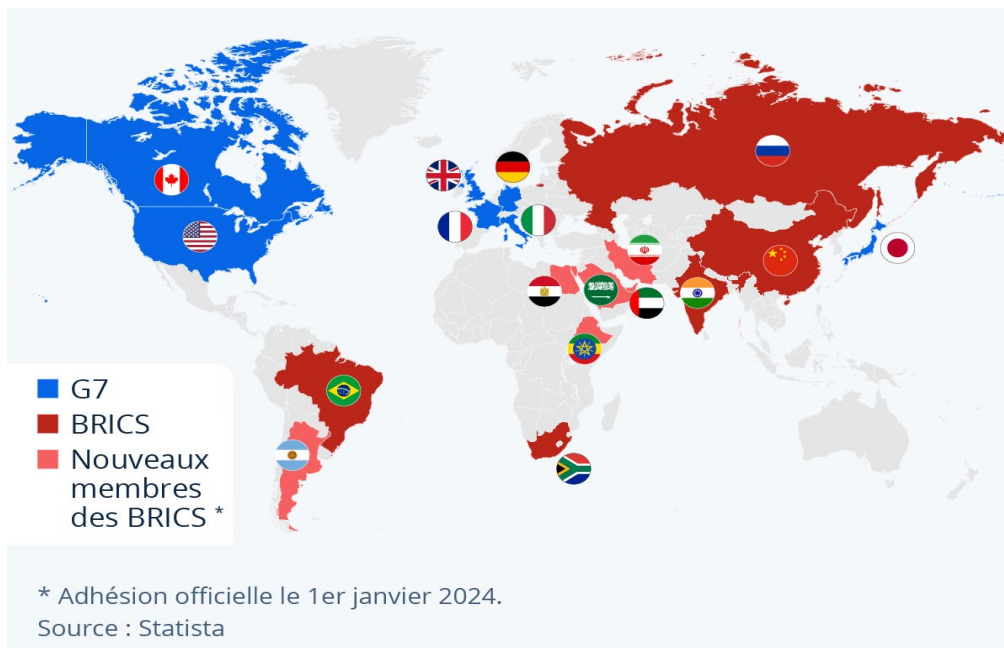 G7
BRICS
Nouveaux
membres
des BRICS *
* Adhésion officielle le 1er janvier 2024.
Source : Statista